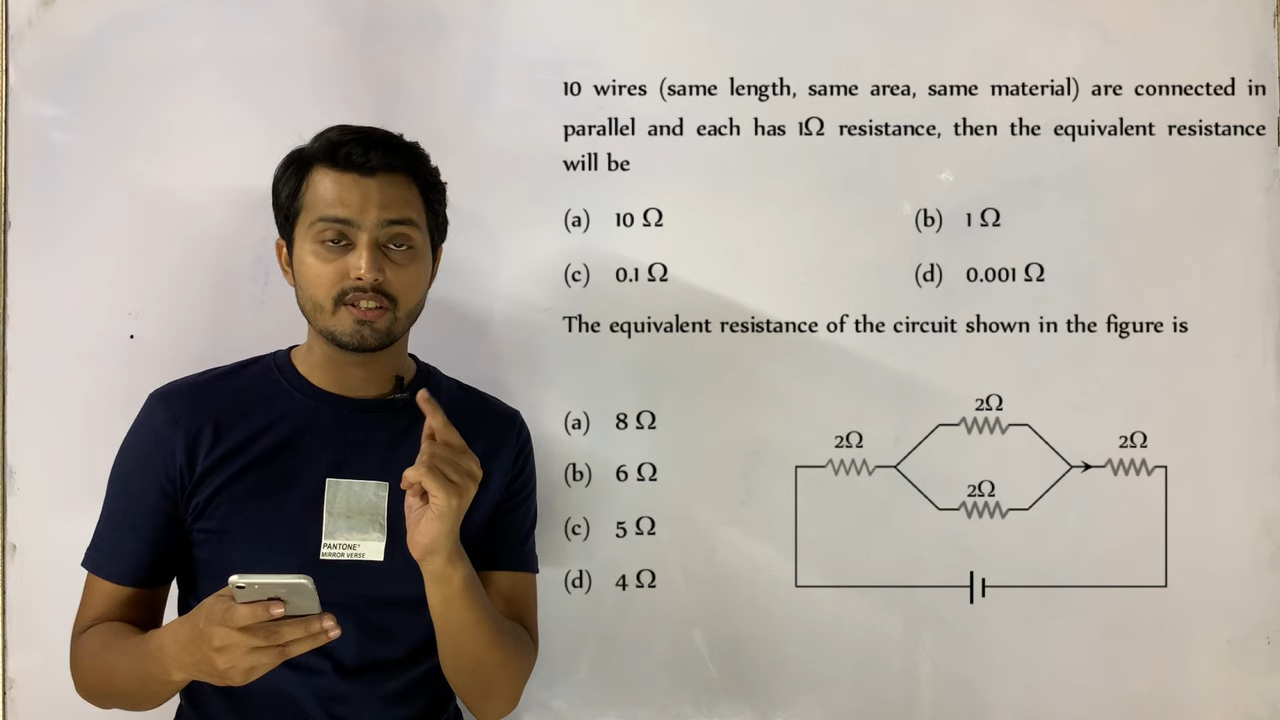 10 wires (same length, same area, same material) are connected in
parallel and each has 1Ω resistance, then the equivalent resistance
will be
(a) 10 Ω (b) 1 Ω
(c) 0.1 Ω (d) 0.001 Ω
The equivalent resistance of the circuit shown in the figure is
(a) 8 Ω
(b) 6 Ω
(c) 5 Ω
(d) 4 Ω
2Ω
2Ω
2Ω
2Ω
PANTONE®
MIRROR VERSE